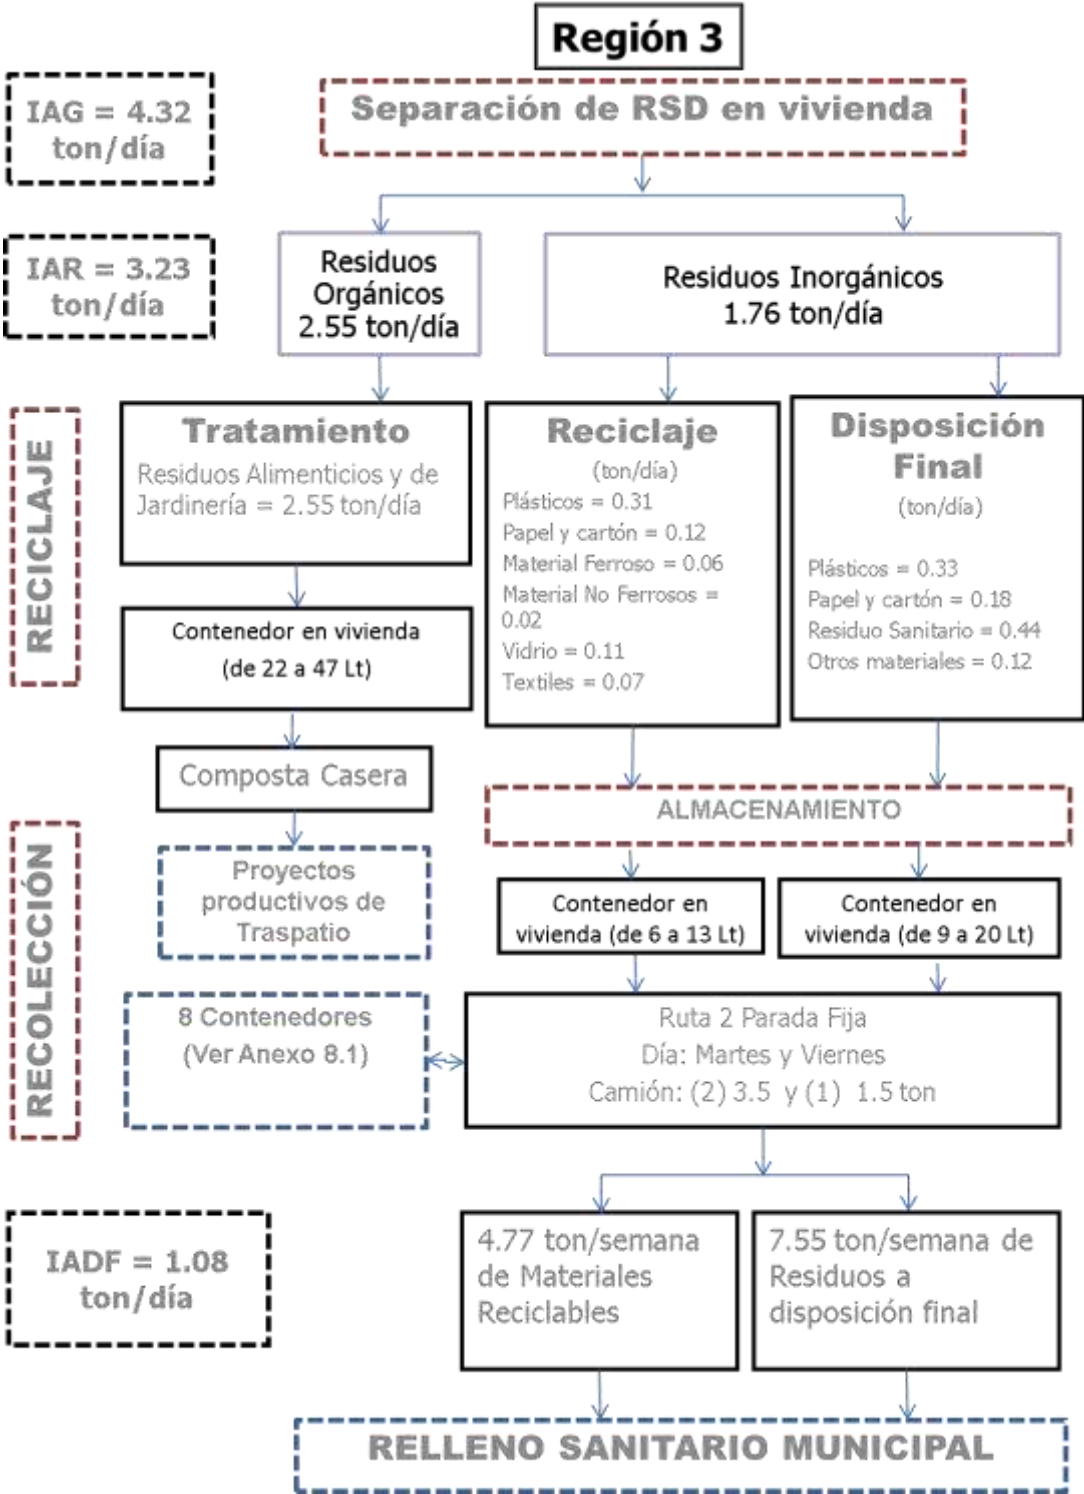 Región 3
IAG = 4.32
ton/día
Separación de RSD en vivienda
IAR = 3.23
ton/día
Residuos
Orgánicos
2.55 ton/día
Residuos Inorgánicos
1.76 ton/día
RECICLAJE
Tratamiento
Residuos Alimenticios y de
Jardinería = 2.55 ton/día
Reciclaje
(ton/día)
Plásticos = 0.31
Papel y cartón = 0.12
Material Ferroso = 0.06
Material No Ferrosos =
0.02
Vidrio = 0.11
Textiles = 0.07
Disposición
Final
(ton/día)
Plásticos = 0.33
Papel y cartón = 0.18
Residuo Sanitario = 0.44
Otros materiales = 0.12
Contenedor en vivienda
(de 22 a 47 Lt)
Composta Casera
ALMACENAMIENTO
RECOLECCIÓN
Proyectos
productivos de
Traspatio
Contenedor en
vivienda (de 6 a 13 Lt)
Contenedor en
vivienda (de 9 a 20 Lt)
8 Contenedores
(Ver Anexo 8.1)
Ruta 2 Parada Fija
Día: Martes y Viernes
Camión: (2) 3.5 y (1) 1.5 ton
IADF = 1.08
ton/día
4.77 ton/semana
de Materiales
Reciclables
7.55 ton/semana de
Residuos a
disposición final
RELLENO SANITARIO MUNICIPAL